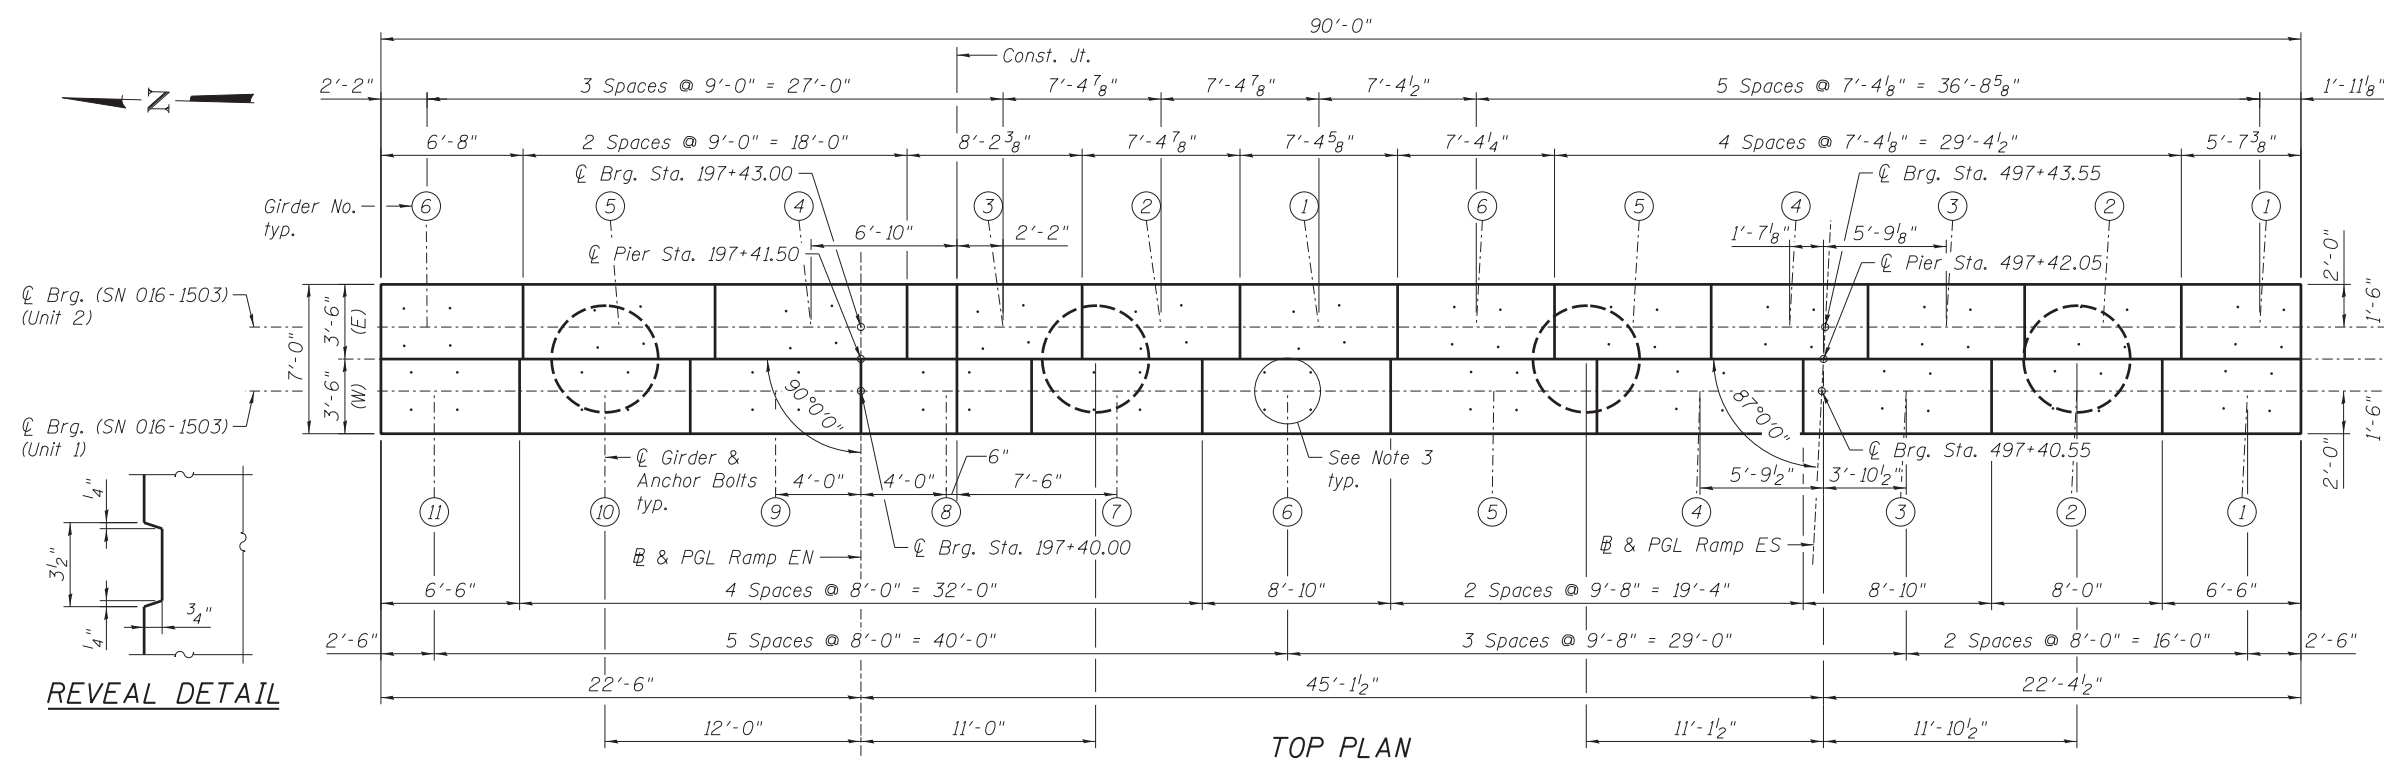 90'-0"
Const. Jt.
2'-2"
3 Spaces @ 9'-0" = 27'-0"
7'-4 7/8"
7'-4 7/8"
7'-4 1/2"
5 Spaces @ 7'-4 1/8" = 36'-8 5/8"
1'-11 1/8"
N
6'-8"
2 Spaces @ 9'-0" = 18'-0"
8'-2 3/8"
7'-4 7/8"
7'-4 5/8"
7'-4 1/4"
4 Spaces @ 7'-4 1/8" = 29'-4 1/2"
5'-7 3/8"
℄ Brg. Sta. 197+43.00
℄ Brg. Sta. 497+43.55
Girder No.
typ.
6
5
4
3
2
1
6
5
4
3
2
1
6'-10"
2'-2"
1'-7 1/8"
5'-9 1/8"
℄ Pier Sta. 197+41.50
℄ Pier Sta. 497+42.05
2'-0"
1'-6"
℄ Brg. (SN 016-1503)
(Unit 2)
7'-0"
3'-6"
(E)
3'-6"
(W)
℄ Brg. (SN 016-1503)
(Unit 1)
90°0'0"
87°0'0"
1'-6"
2'-0"
℄ Girder &
Anchor Bolts
typ.
6"
4'-0"
4'-0"
7'-6"
See Note 3
typ.
℄ Brg. Sta. 497+40.55
5'-9 1/2"
3'-10 1/2"
11
10
9
8
7
6
5
4
3
2
1
℄ Brg. Sta. 197+40.00
B̲L & PGL Ramp EN
B̲L & PGL Ramp ES
1/4"
3 1/2"
1/4"
3/4"
REVEAL DETAIL
6'-6"
4 Spaces @ 8'-0" = 32'-0"
8'-10"
2 Spaces @ 9'-8" = 19'-4"
8'-10"
8'-0"
6'-6"
2'-6"
5 Spaces @ 8'-0" = 40'-0"
3 Spaces @ 9'-8" = 29'-0"
2 Spaces @ 8'-0" = 16'-0"
2'-6"
22'-6"
45'-1 1/2"
22'-4 1/2"
12'-0"
11'-0"
11'-1 1/2"
11'-10 1/2"
TOP PLAN